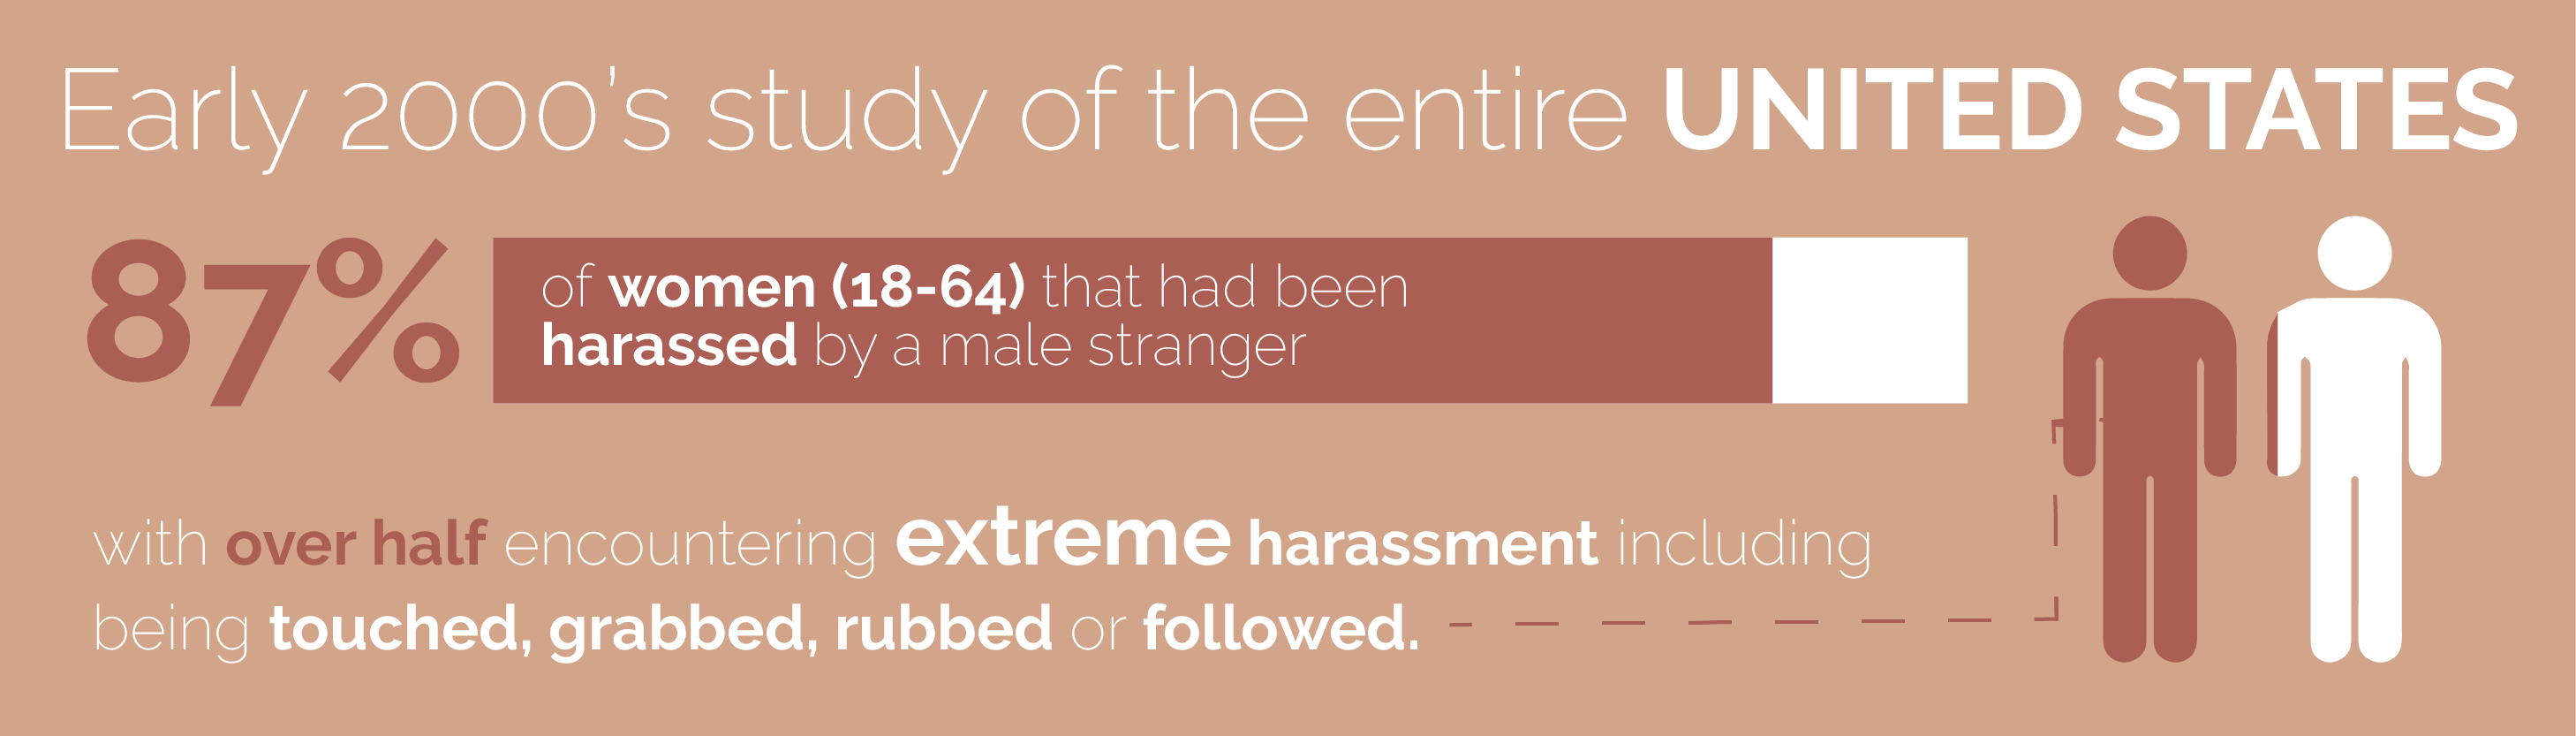 Early 2000's study of the entire UNITED STATES
87%
of women (18-64) that had been
harassed by a male stranger
with over half encountering extreme harassment including
being touched, grabbed, rubbed or followed.